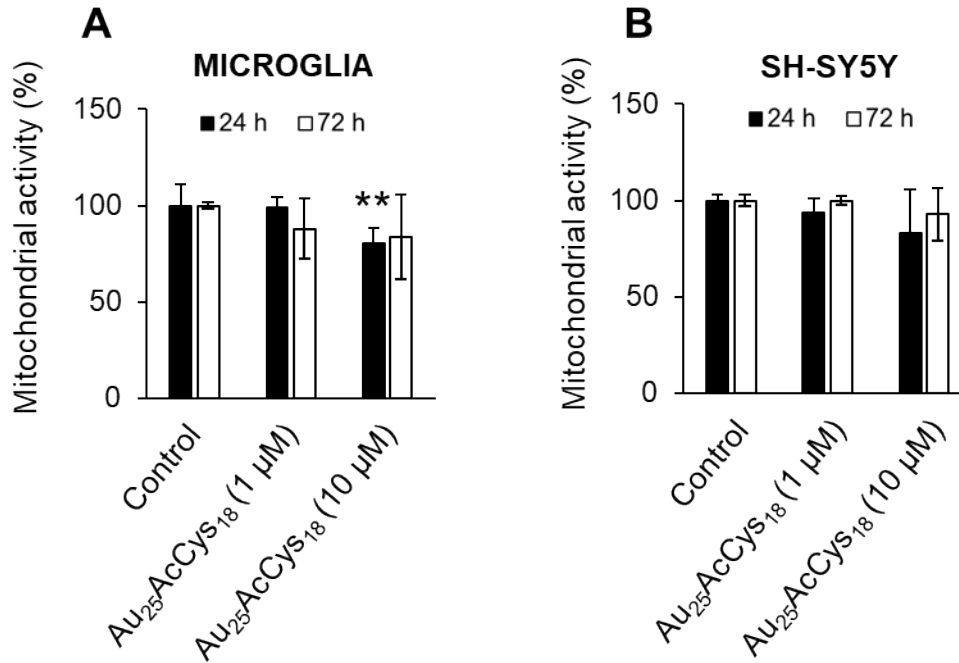 A
MICROGLIA
Mitochondrial activity (%)
150
100
50
0
24 h
72 h
**
Control
Au₂₅AcCys₁₈ (1 µM)
Au₂₅AcCys₁₈ (10 µM)
B
SH-SY5Y
Mitochondrial activity (%)
150
100
50
0
24 h
72 h
Control
Au₂₅AcCys₁₈ (1 µM)
Au₂₅AcCys₁₈ (10 µM)